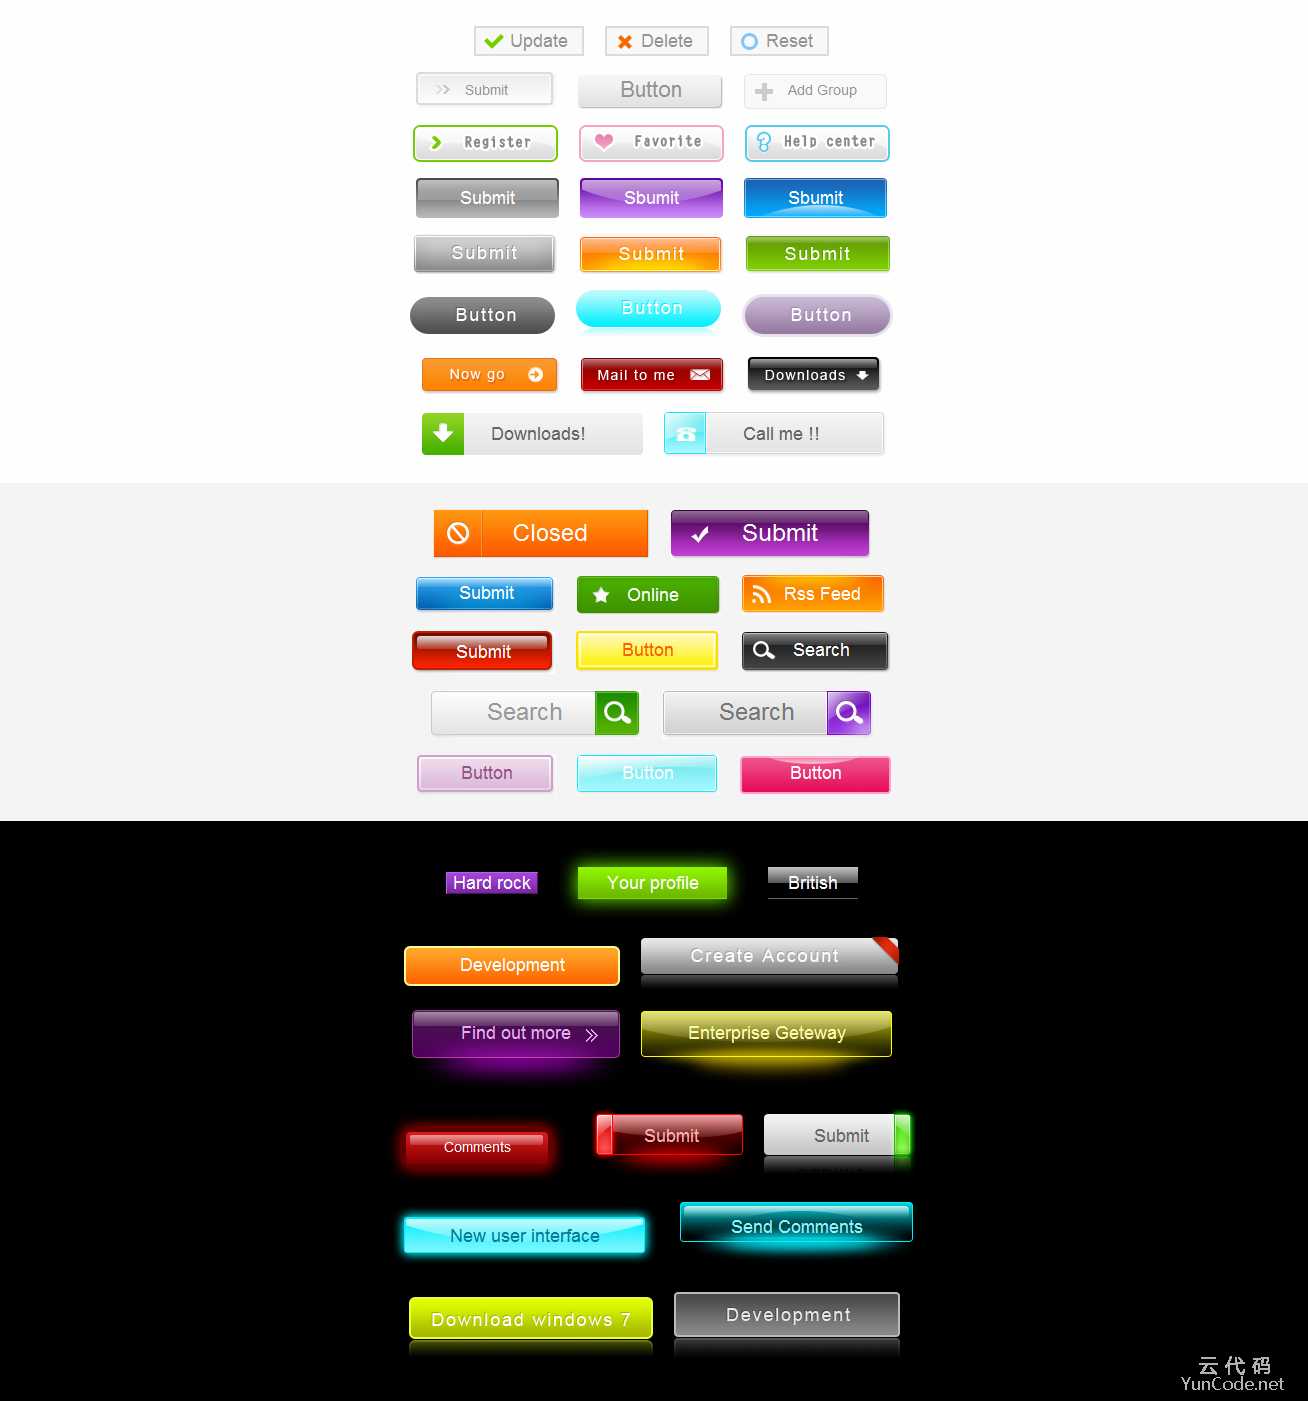 Update Delete Reset
Submit Button Add Group
Register Favorite Help center
Submit Sbumit Sbumit
Submit Submit Submit
Button Button Button
Now go Mail to me Downloads
Downloads! Call me !!
Closed Submit
Submit Online Rss Feed
Submit Button Search
Search Search
Button Button Button
Hard rock Your profile British
Development Create Account
Find out more Enterprise Geteway
Comments Submit Submit
New user interface Send Comments
Download windows 7 Development
云代码
YunCode.net